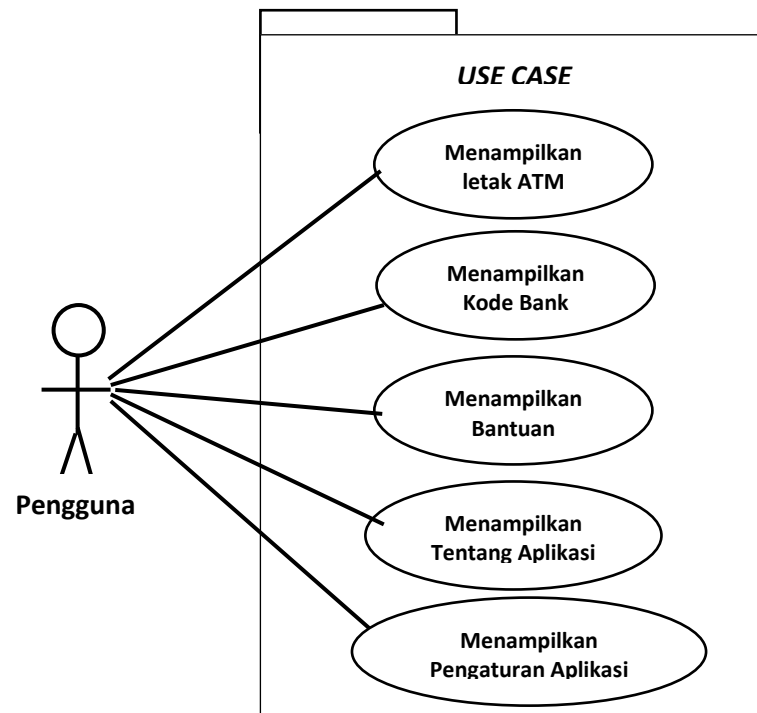 USE CASE
Menampilkan
letak ATM
Menampilkan
Kode Bank
Menampilkan
Bantuan
Pengguna
Menampilkan
Tentang Aplikasi
Menampilkan
Pengaturan Aplikasi